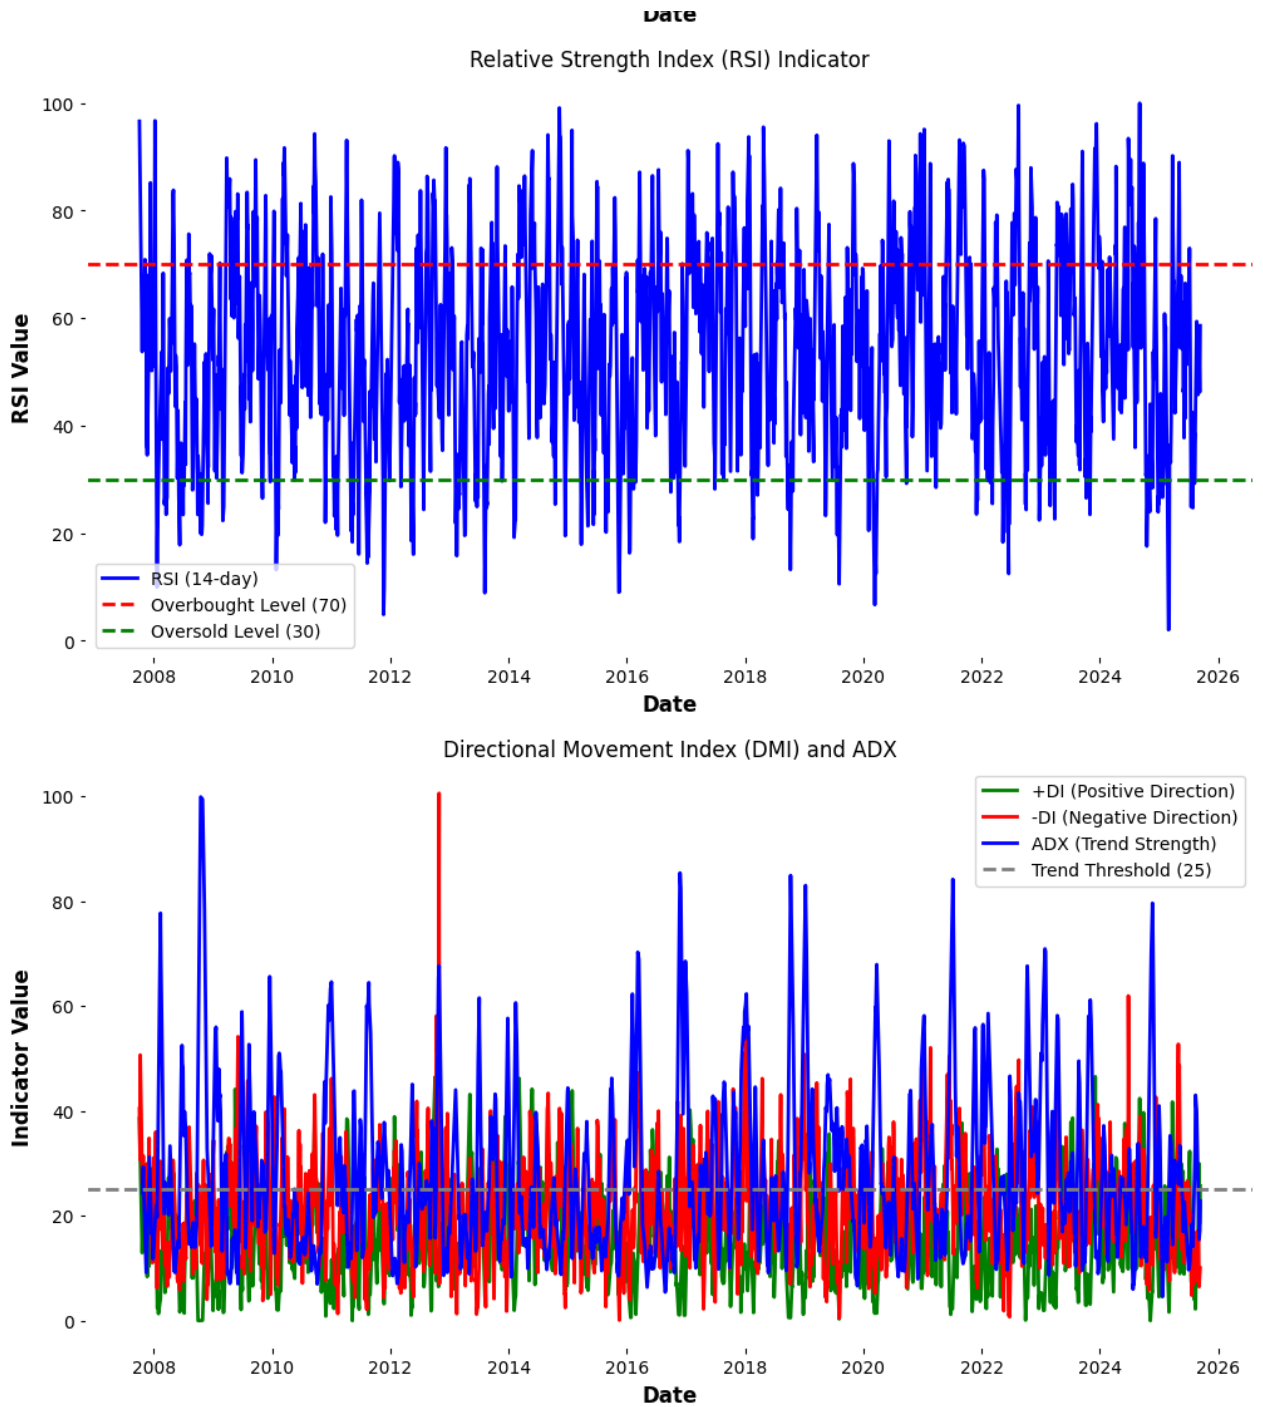 Date
Relative Strength Index (RSI) Indicator
100
80
60
40
20
0
RSI Value
RSI (14-day)
Overbought Level (70)
Oversold Level (30)
2008 2010 2012 2014 2016 2018 2020 2022 2024 2026
Date
Directional Movement Index (DMI) and ADX
100
80
60
40
20
0
Indicator Value
+DI (Positive Direction)
-DI (Negative Direction)
ADX (Trend Strength)
Trend Threshold (25)
2008 2010 2012 2014 2016 2018 2020 2022 2024 2026
Date